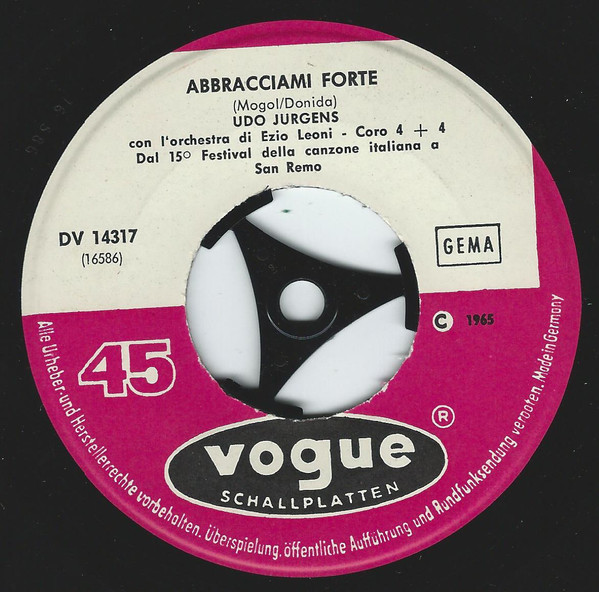 ABBRACCIAMI FORTE
(Mogol/Donida)
UDO JURGENS
con l'orchestra di Ezio Leoni - Coro 4 + 4
Dal 15° Festival della canzone italiana a
San Remo
DV 14317
(16586)
GEMA
C 1965
45
®
vogue
SCHALLPLATTEN
Alle Urheber-und Herstellerrechte vorbehalten. Überspielung, öffentliche Aufführung und Rundfunksendung verboten. Made in Germany